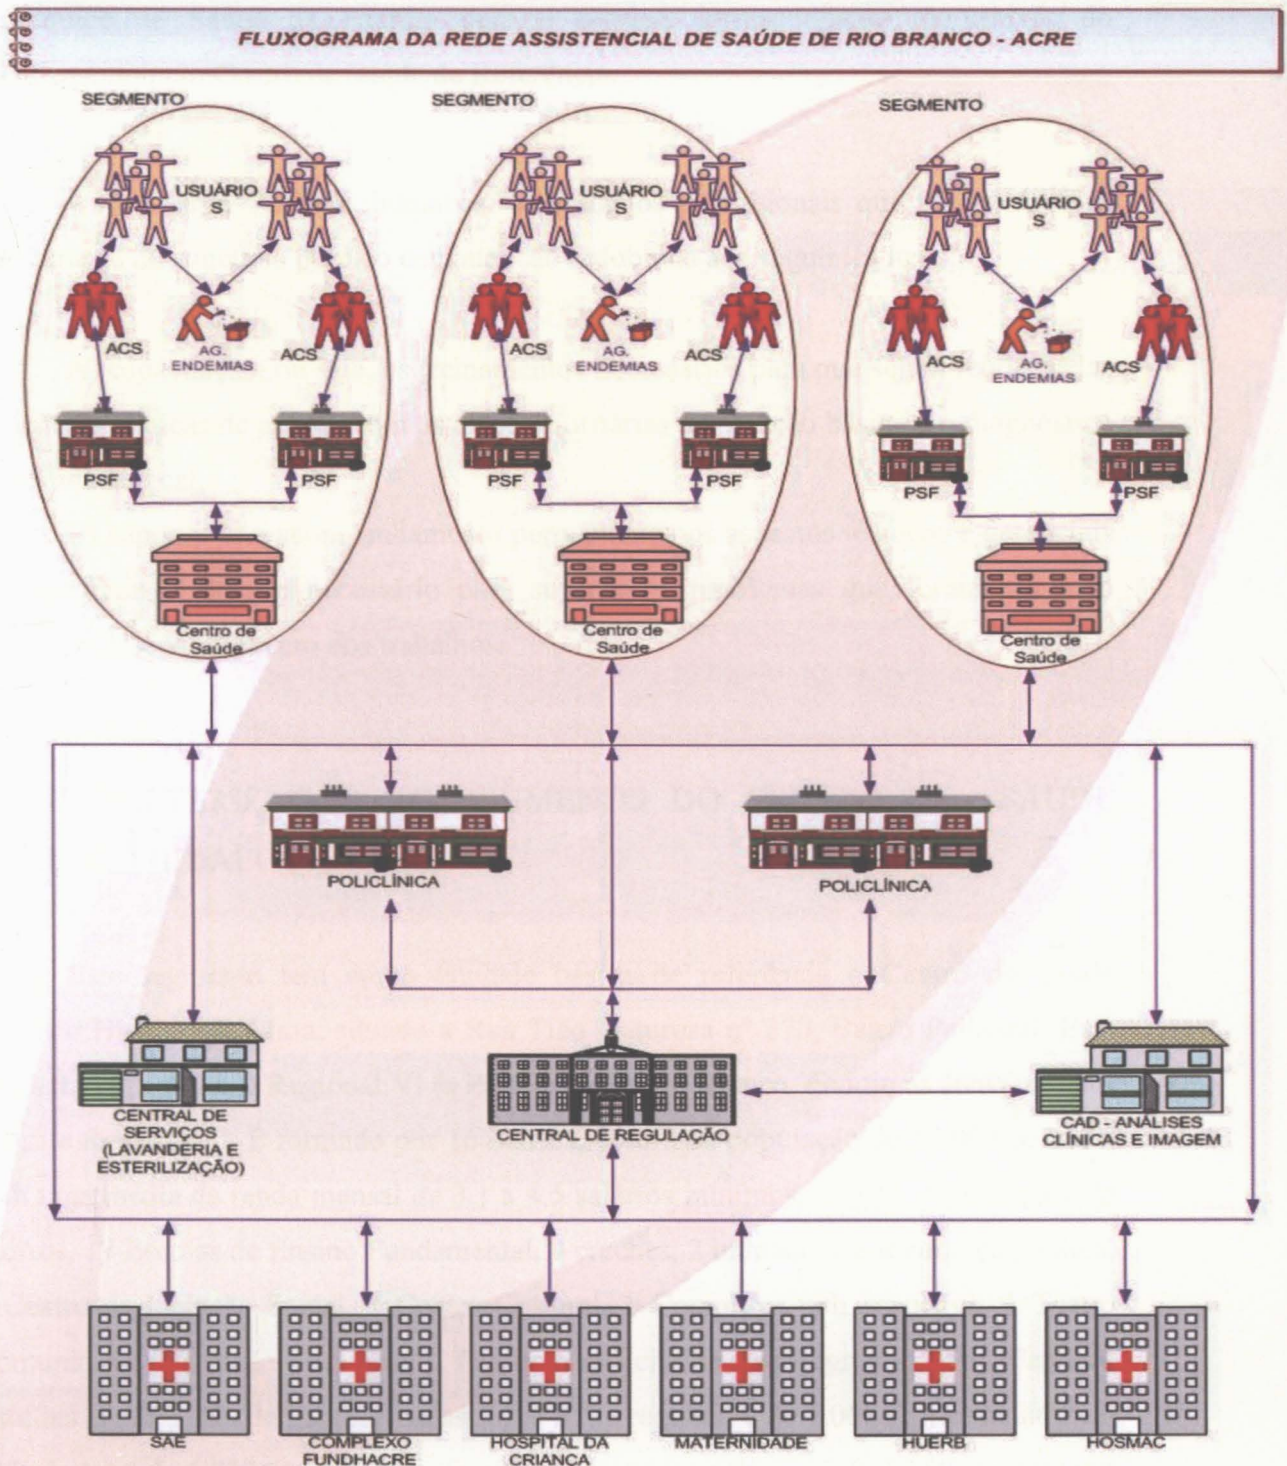 FLUXOGRAMA DA REDE ASSISTENCIAL DE SAÚDE DE RIO BRANCO - ACRE
SEGMENTO
SEGMENTO
SEGMENTO
USUÁRIO
S
USUÁRIO
S
USUÁRIO
S
ACS
AG.
ENDEMIAS
ACS
ACS
AG.
ENDEMIAS
ACS
ACS
AG.
ENDEMIAS
ACS
PSF
PSF
PSF
PSF
PSF
PSF
Centro de
Saúde
Centro de
Saúde
Centro de
Saúde
POLICLÍNICA
POLICLÍNICA
CENTRAL DE
SERVIÇOS
(LAVANDERIA E
ESTERILIZAÇÃO)
CENTRAL DE REGULAÇÃO
CAD - ANÁLISES
CLÍNICAS E IMAGEM
SAE
COMPLEXO
FUNDHACRE
HOSPITAL DA
CRIANÇA
MATERNIDADE
HUERB
HOSMAC